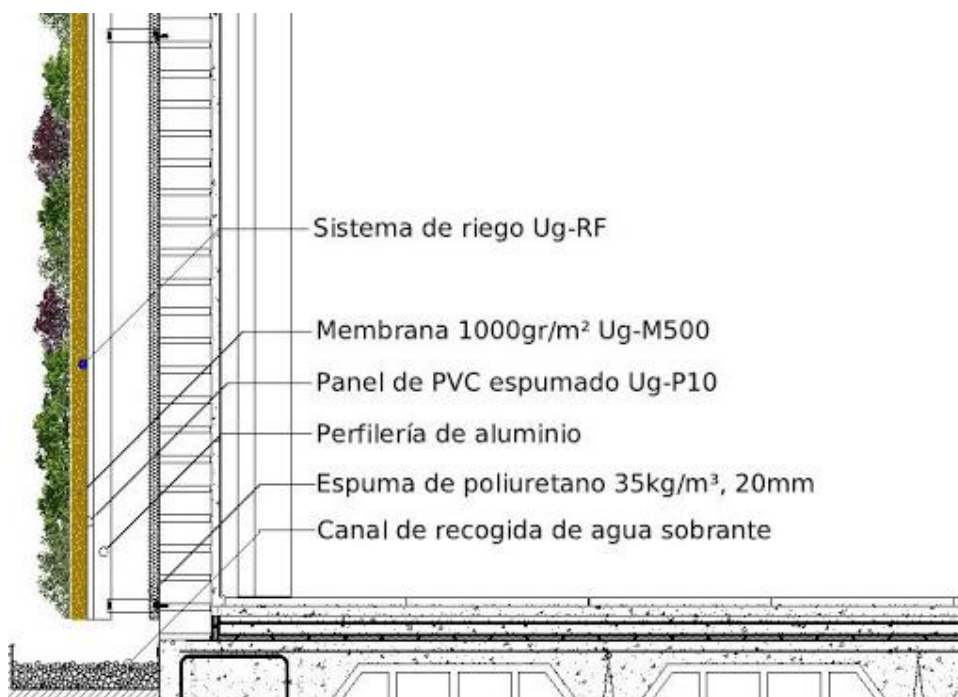 Sistema de riego Ug-RF
Membrana 1000gr/m² Ug-M500
Panel de PVC espumado Ug-P10
Perfilería de aluminio
Espuma de poliuretano 35kg/m³, 20mm
Canal de recogida de agua sobrante